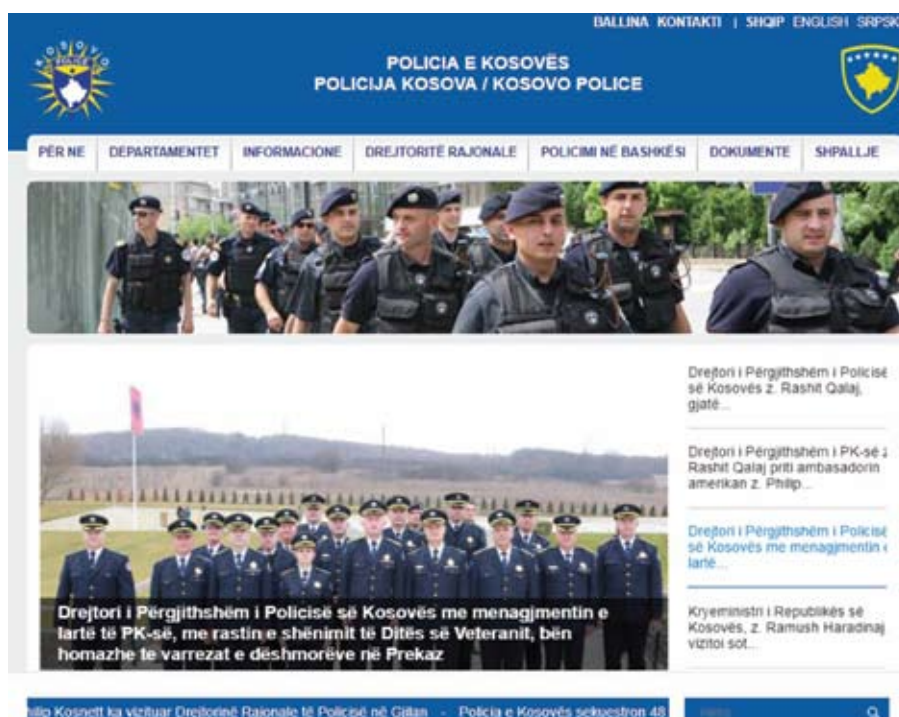 BALLINA KONTAKTI | SHQIP ENGLISH SRPSK
KOSOVO
POLICE
POLICIA E KOSOVËS
POLICIJA KOSOVA / KOSOVO POLICE
PËR NE DEPARTAMENTET INFORMACIONE DREJTORITË RAJONALE POLICIMI NË BASHKËSI DOKUMENTE SHPALLJE
Drejtori i Përgjithshëm i Policisë së Kosovës me menagjmentin e
lartë të PK-së, me rastin e shënimit të Ditës së Veteranit, bën
homazhe te varrezat e dëshmorëve në Prekaz
Drejtori i Përgjithshëm i Policisë
së Kosovës z. Rashit Qalaj,
gjatë...
Drejtori i Përgjithshëm i PK-së z
Rashit Qalaj priti ambasadorin
amerikan z. Philip...
Drejtori i Përgjithshëm i Policisë
së Kosovës me menagjmentin e
lartë...
Kryeministri i Republikës së
Kosovës, z. Ramush Haradinaj
vizitoi sot...
hilip Kosnett ka vizituar Drejtorinë Rajonale të Policisë në Gjilan - Policia e Kosovës sekuestron 48